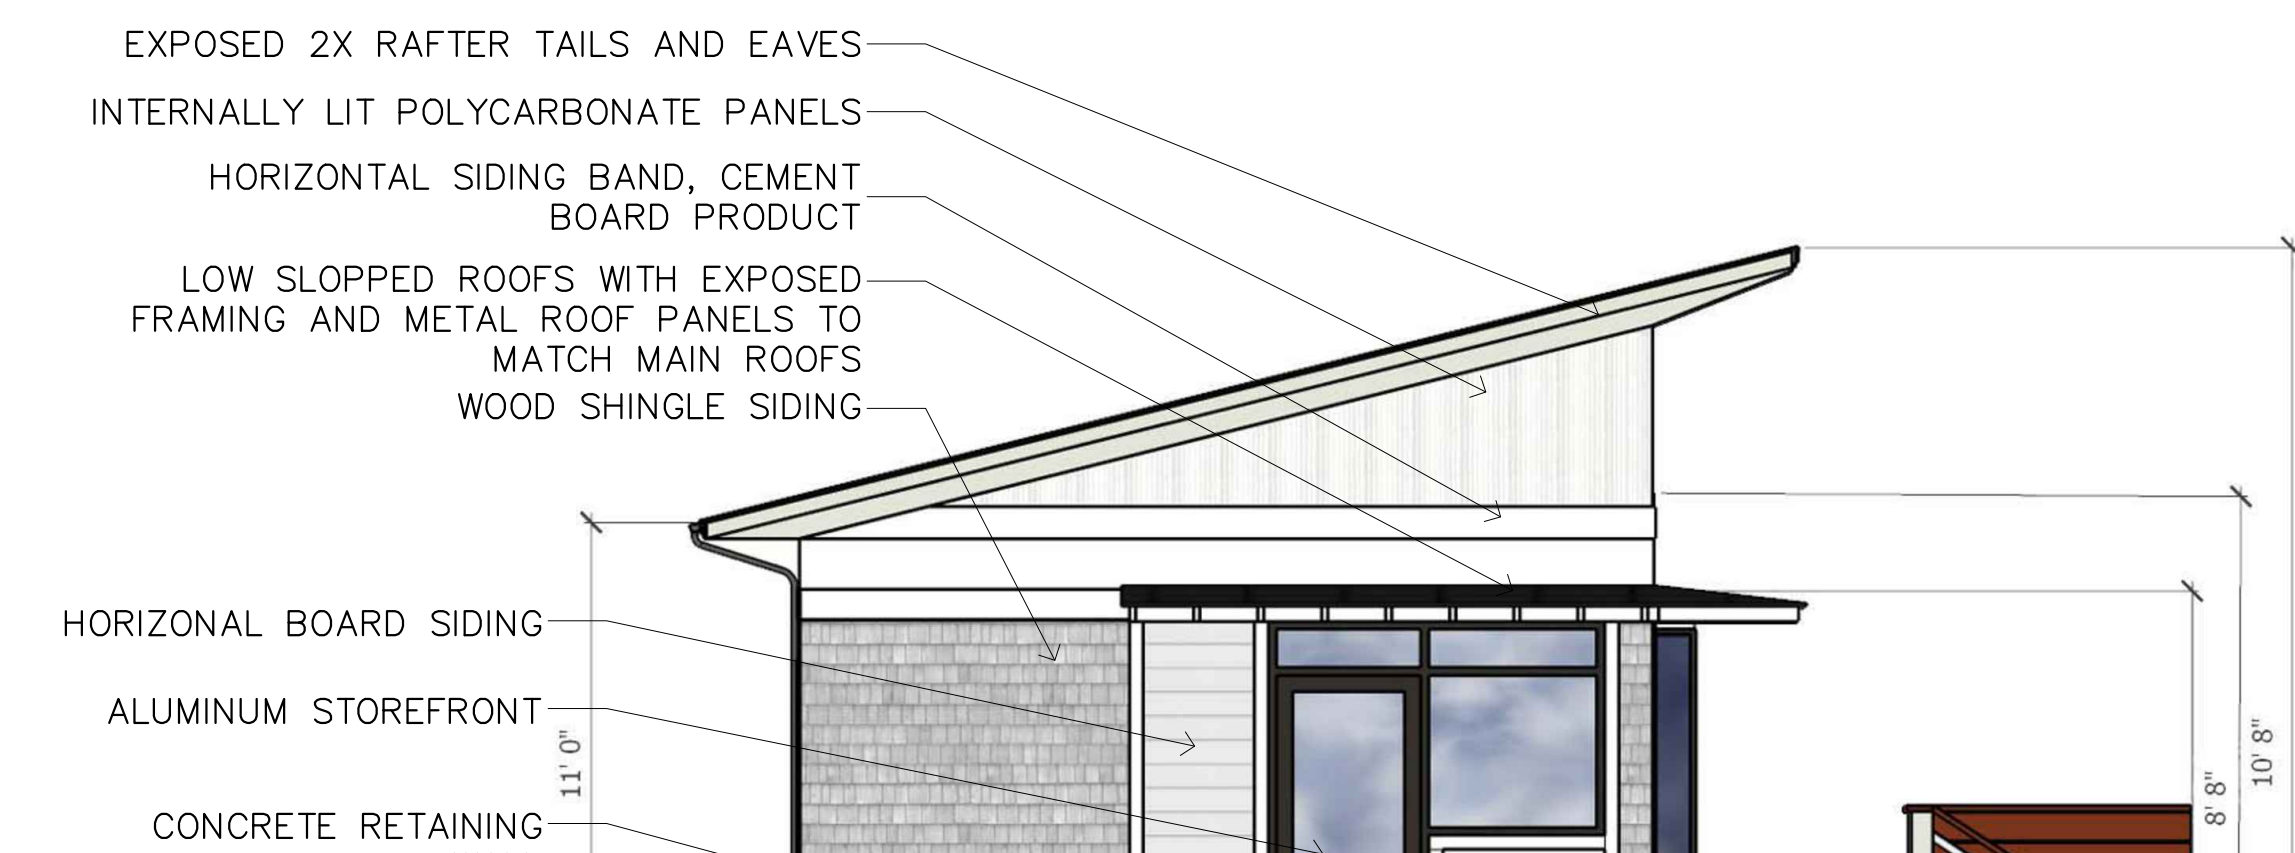 EXPOSED 2X RAFTER TAILS AND EAVES
INTERNALLY LIT POLYCARBONATE PANELS
HORIZONTAL SIDING BAND, CEMENT
BOARD PRODUCT
LOW SLOPPED ROOFS WITH EXPOSED
FRAMING AND METAL ROOF PANELS TO
MATCH MAIN ROOFS
WOOD SHINGLE SIDING
HORIZONAL BOARD SIDING
ALUMINUM STOREFRONT
CONCRETE RETAINING
11' 0"
8' 8"
10' 8"